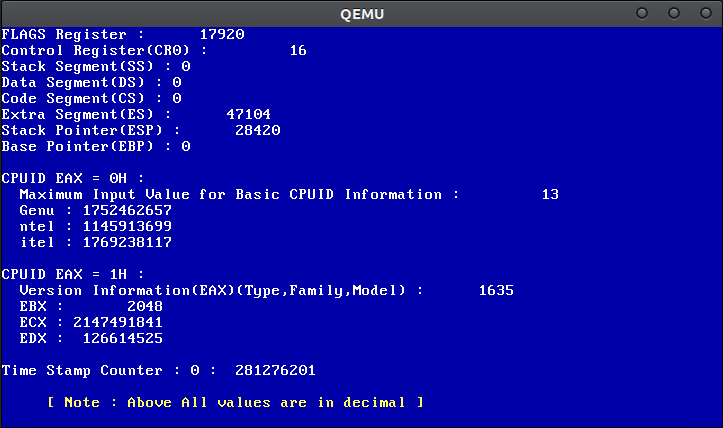 QEMU
FLAGS Register :      17920
Control Register(CR0) :         16
Stack Segment(SS) : 0
Data Segment(DS) : 0
Code Segment(CS) : 0
Extra Segment(ES) :      47104
Stack Pointer(ESP) :      28420
Base Pointer(EBP) : 0
CPUID EAX = 0H :
  Maximum Input Value for Basic CPUID Information :         13
  Genu : 1752462657
  ntel : 1145913699
  itel : 1769238117
CPUID EAX = 1H :
  Version Information(EAX)(Type,Family,Model) :      1635
  EBX :       2048
  ECX : 2147491841
  EDX :  126614525
Time Stamp Counter : 0 :  281276201
     [ Note : Above All values are in decimal ]